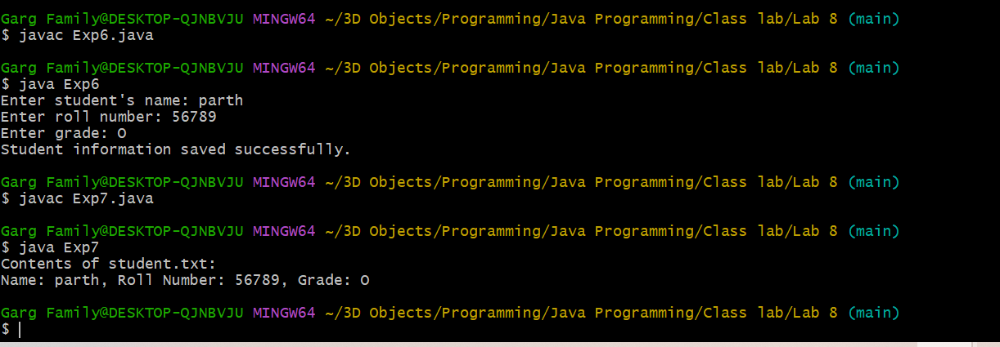 Garg Family@DESKTOP-QJNBVJU MINGW64 ~/3D Objects/Programming/Java Programming/Class lab/Lab 8 (main)
$ javac Exp6.java
Garg Family@DESKTOP-QJNBVJU MINGW64 ~/3D Objects/Programming/Java Programming/Class lab/Lab 8 (main)
$ java Exp6
Enter student's name: parth
Enter roll number: 56789
Enter grade: O
Student information saved successfully.
Garg Family@DESKTOP-QJNBVJU MINGW64 ~/3D Objects/Programming/Java Programming/Class lab/Lab 8 (main)
$ javac Exp7.java
Garg Family@DESKTOP-QJNBVJU MINGW64 ~/3D Objects/Programming/Java Programming/Class lab/Lab 8 (main)
$ java Exp7
Contents of student.txt:
Name: parth, Roll Number: 56789, Grade: O
Garg Family@DESKTOP-QJNBVJU MINGW64 ~/3D Objects/Programming/Java Programming/Class lab/Lab 8 (main)
$